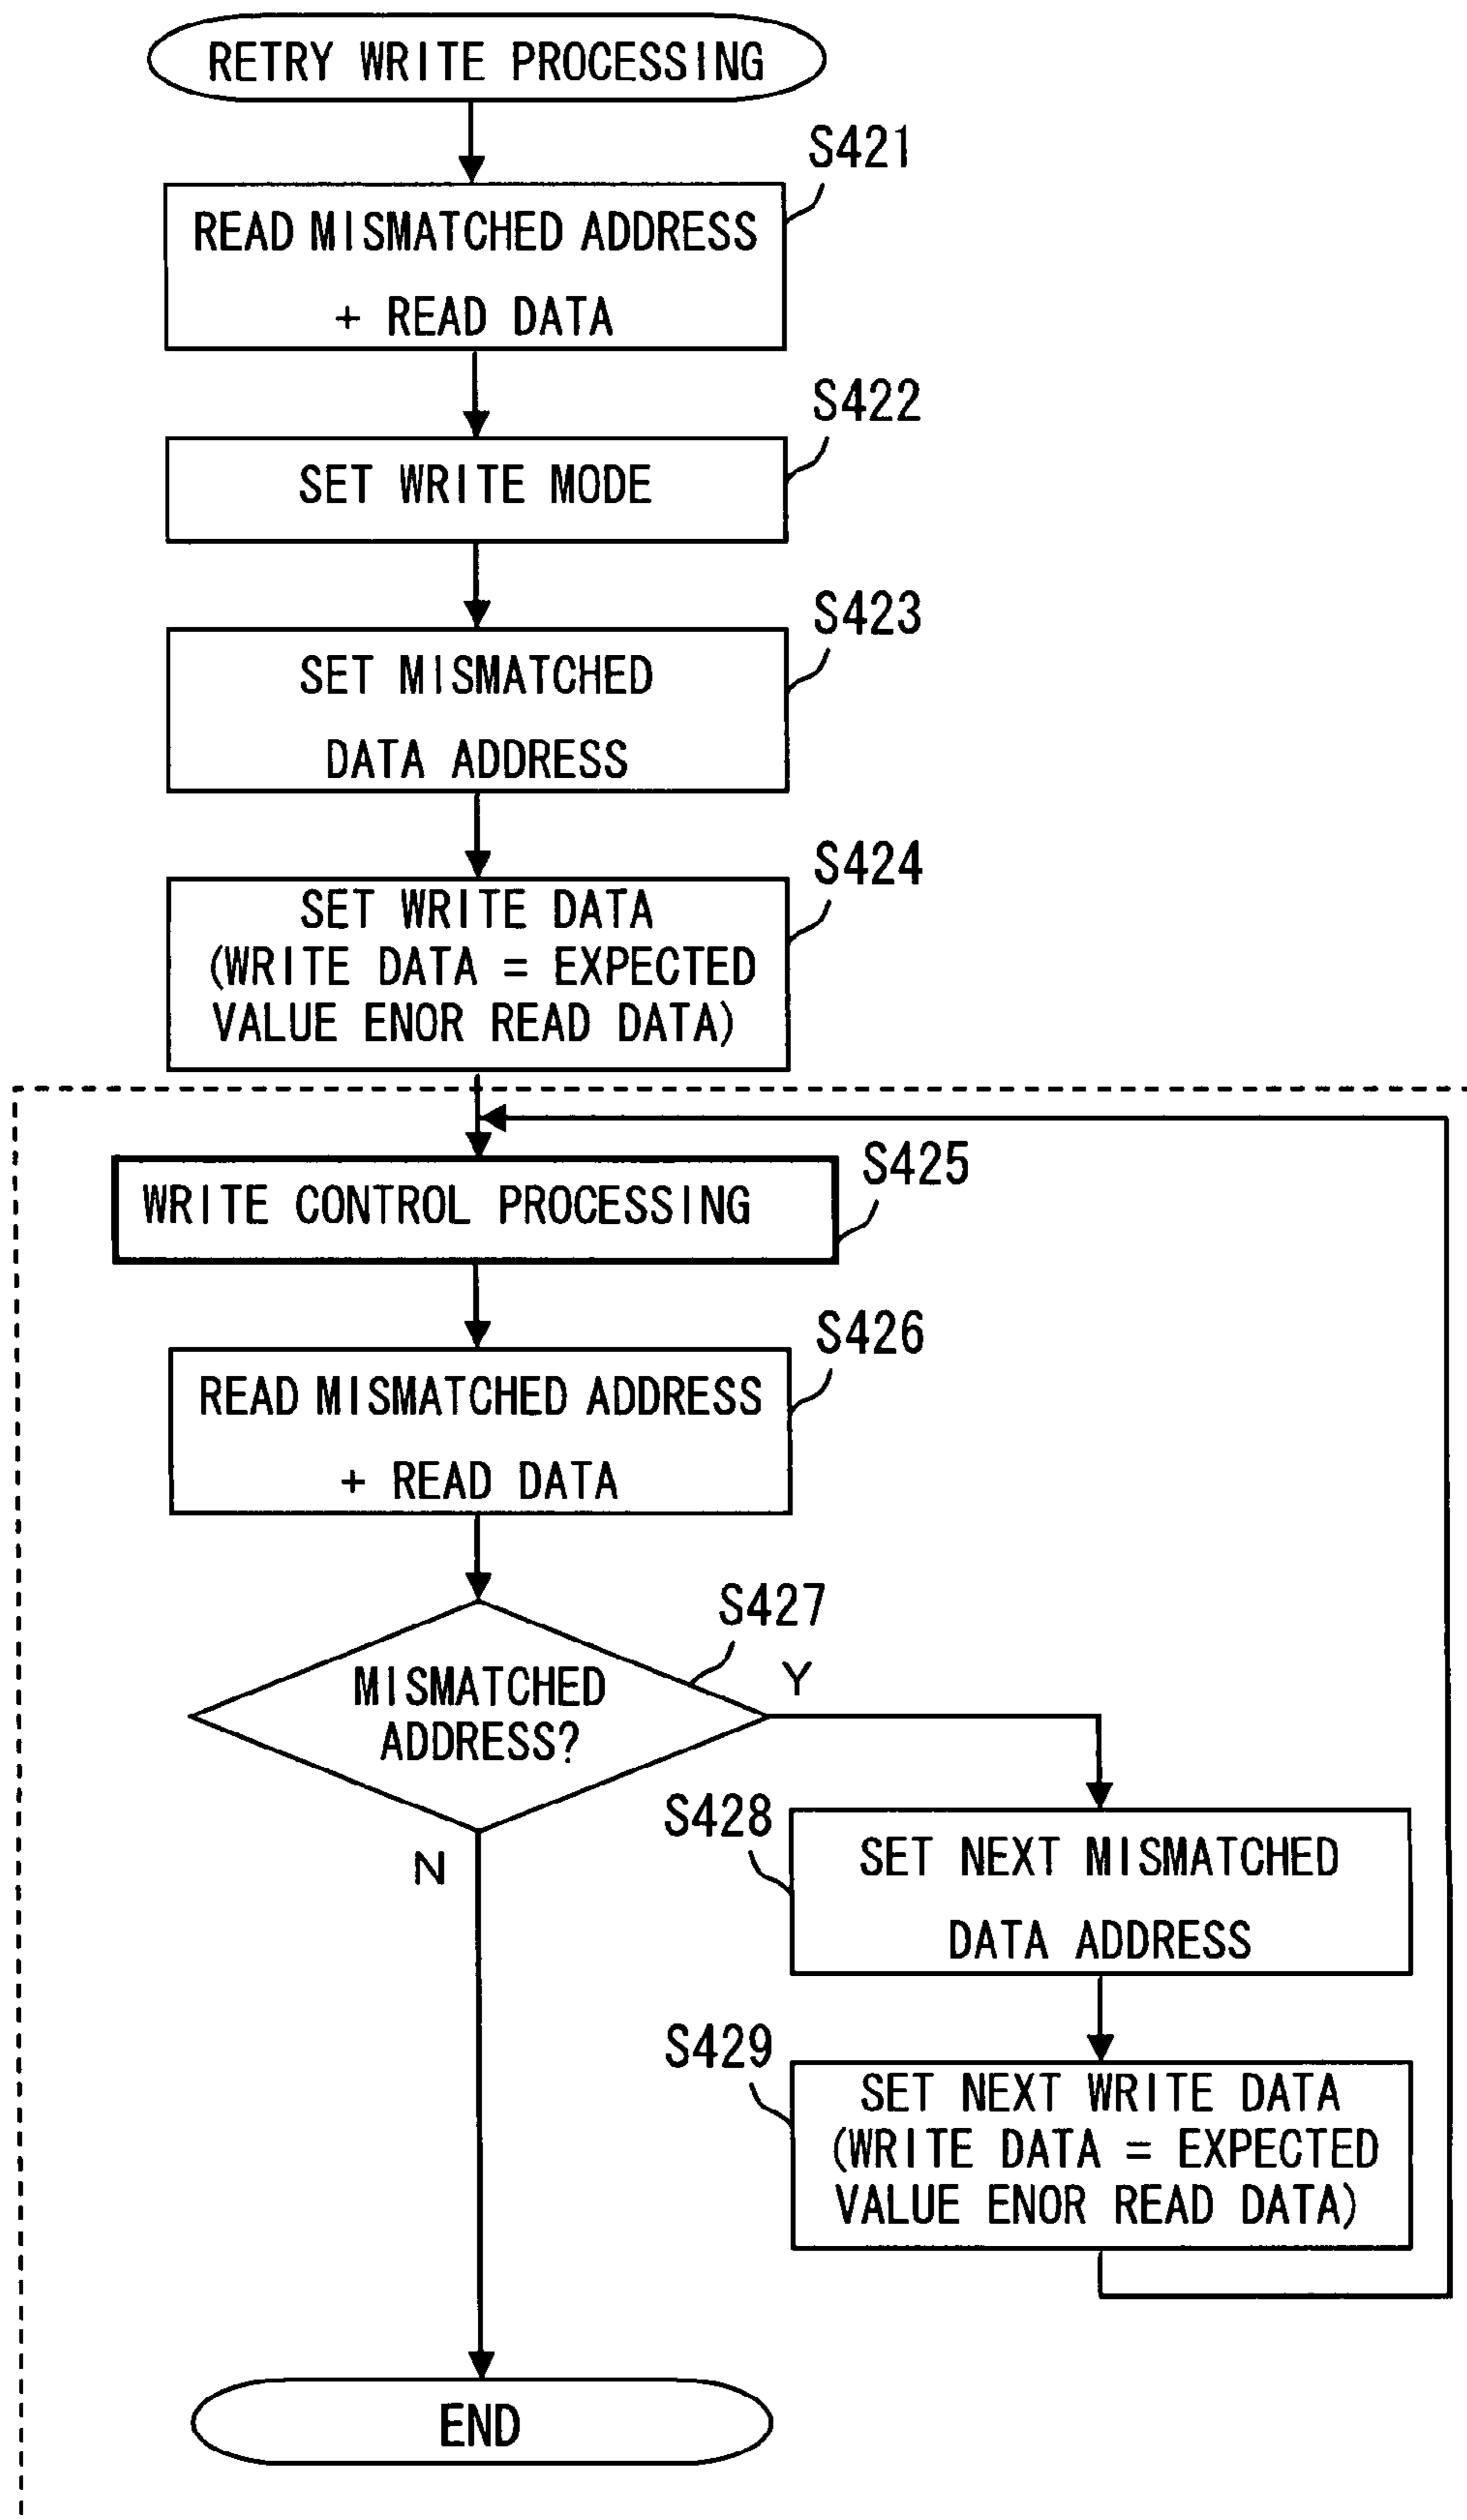 RETRY WRITE PROCESSING
S421
READ MISMATCHED ADDRESS
+ READ DATA
S422
SET WRITE MODE
S423
SET MISMATCHED
DATA ADDRESS
S424
SET WRITE DATA
(WRITE DATA = EXPECTED
VALUE ENOR READ DATA)
S425
WRITE CONTROL PROCESSING
S426
READ MISMATCHED ADDRESS
+ READ DATA
S427
MISMATCHED
ADDRESS?
Y
N
S428
SET NEXT MISMATCHED
DATA ADDRESS
S429
SET NEXT WRITE DATA
(WRITE DATA = EXPECTED
VALUE ENOR READ DATA)
END